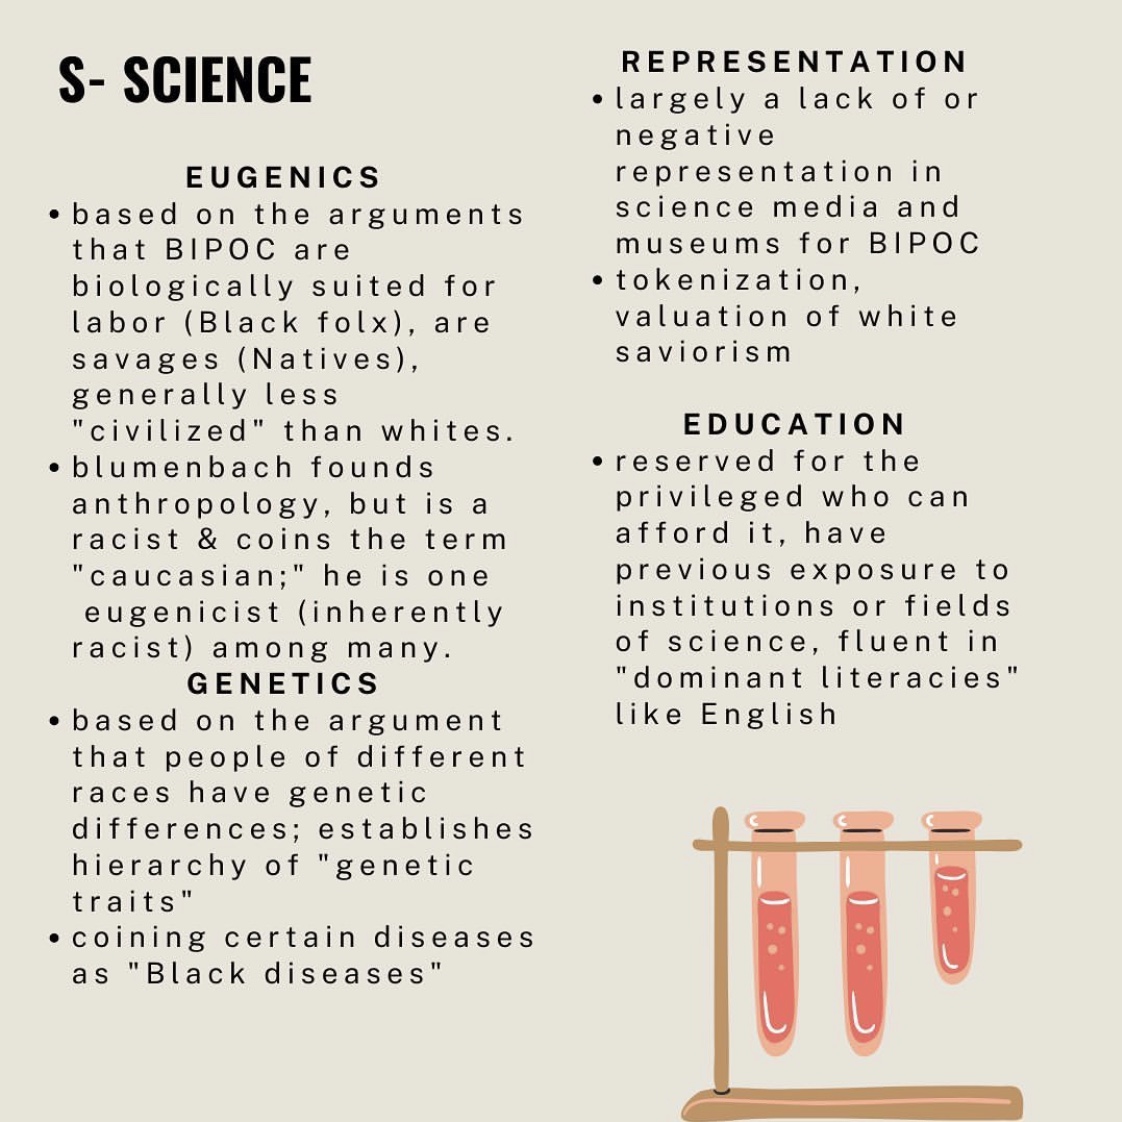 S- SCIENCE
EUGENICS
• based on the arguments
that BIPOC are
biologically suited for
labor (Black folx), are
savages (Natives),
generally less
"civilized" than whites.
• blumenbach founds
anthropology, but is a
racist & coins the term
"caucasian;" he is one
eugenicist (inherently
racist) among many.
GENETICS
• based on the argument
that people of different
races have genetic
differences; establishes
hierarchy of "genetic
traits"
• coining certain diseases
as "Black diseases"
REPRESENTATION
• largely a lack of or
negative
representation in
science media and
museums for BIPOC
• tokenization,
valuation of white
saviorism
EDUCATION
• reserved for the
privileged who can
afford it, have
previous exposure to
institutions or fields
of science, fluent in
"dominant literacies"
like English